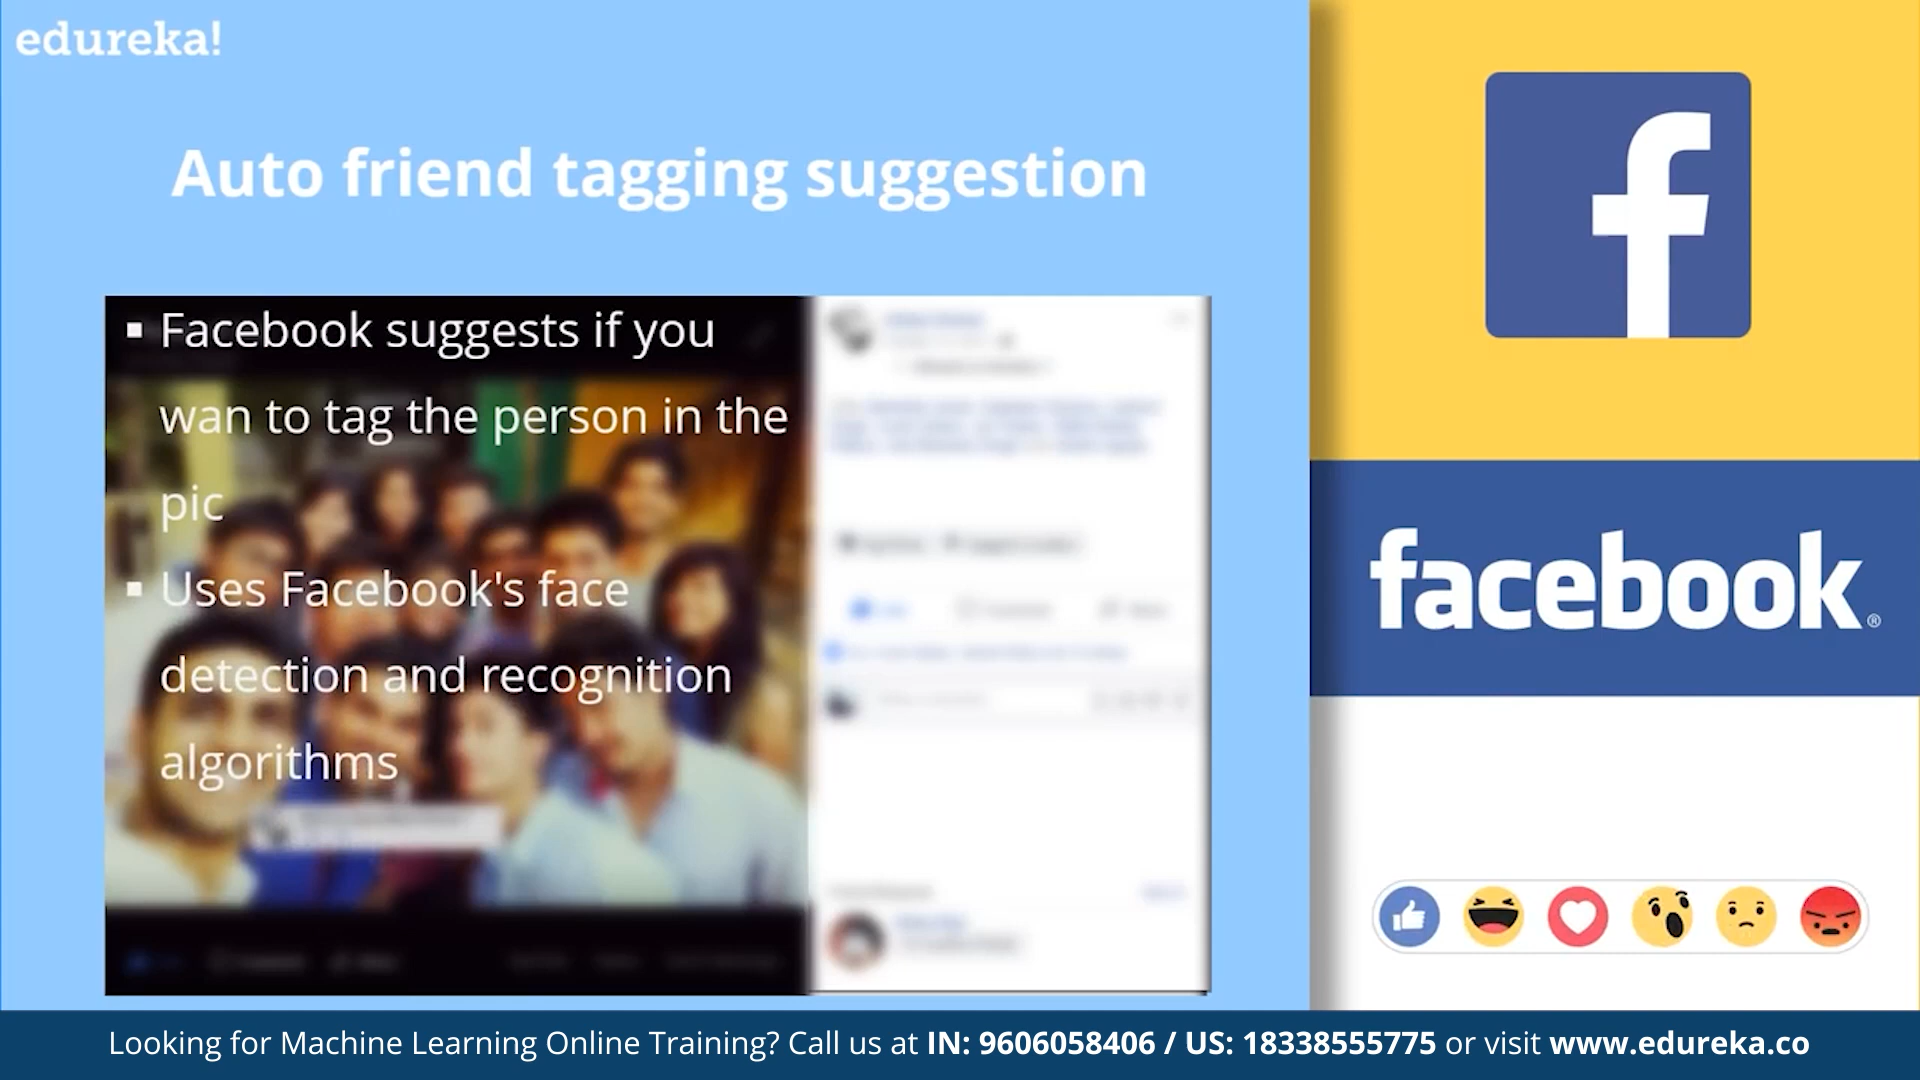 edureka!
Auto friend tagging suggestion
▪ Facebook suggests if you
wan to tag the person in the
pic
▪ Uses Facebook's face
detection and recognition
algorithms
f
facebook®
Looking for Machine Learning Online Training? Call us at IN: 9606058406 / US: 18338555775 or visit www.edureka.co